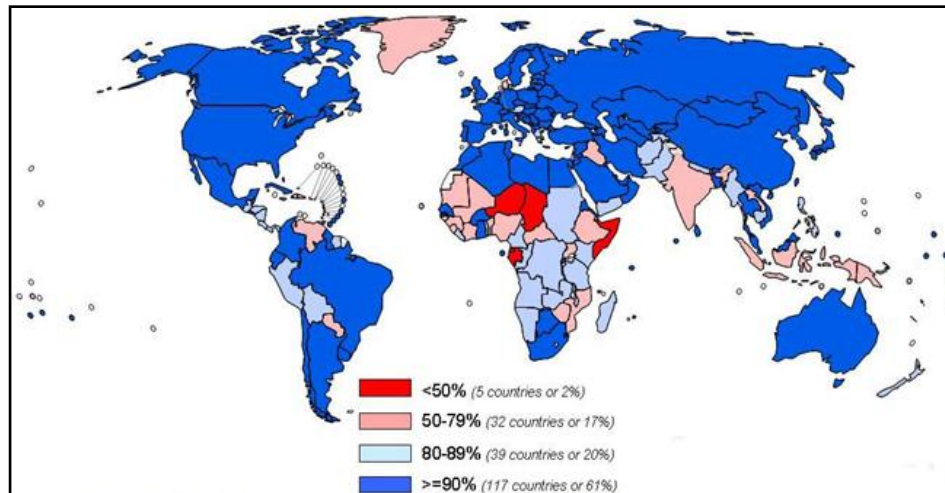 <50% (5 countries or 2%)
50-79% (32 countries or 17%)
80-89% (39 countries or 20%)
>=90% (117 countries or 61%)